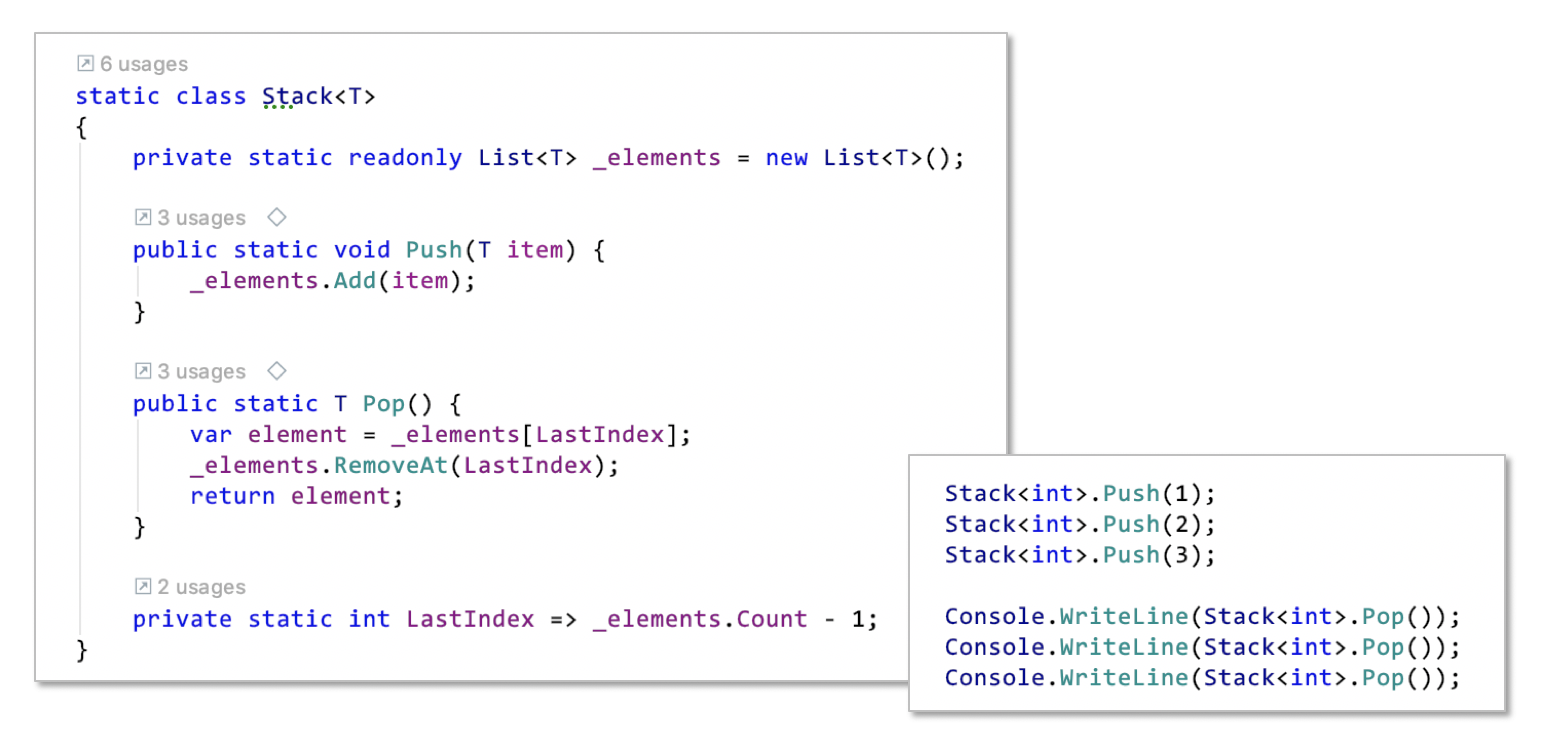 6 usages
static class Stack<T>
{
    private static readonly List<T> _elements = new List<T>();
3 usages
    public static void Push(T item) {
        _elements.Add(item);
    }
3 usages
    public static T Pop() {
        var element = _elements[LastIndex];
        _elements.RemoveAt(LastIndex);
        return element;
    }
2 usages
    private static int LastIndex => _elements.Count - 1;
}
Stack<int>.Push(1);
Stack<int>.Push(2);
Stack<int>.Push(3);
Console.WriteLine(Stack<int>.Pop());
Console.WriteLine(Stack<int>.Pop());
Console.WriteLine(Stack<int>.Pop());